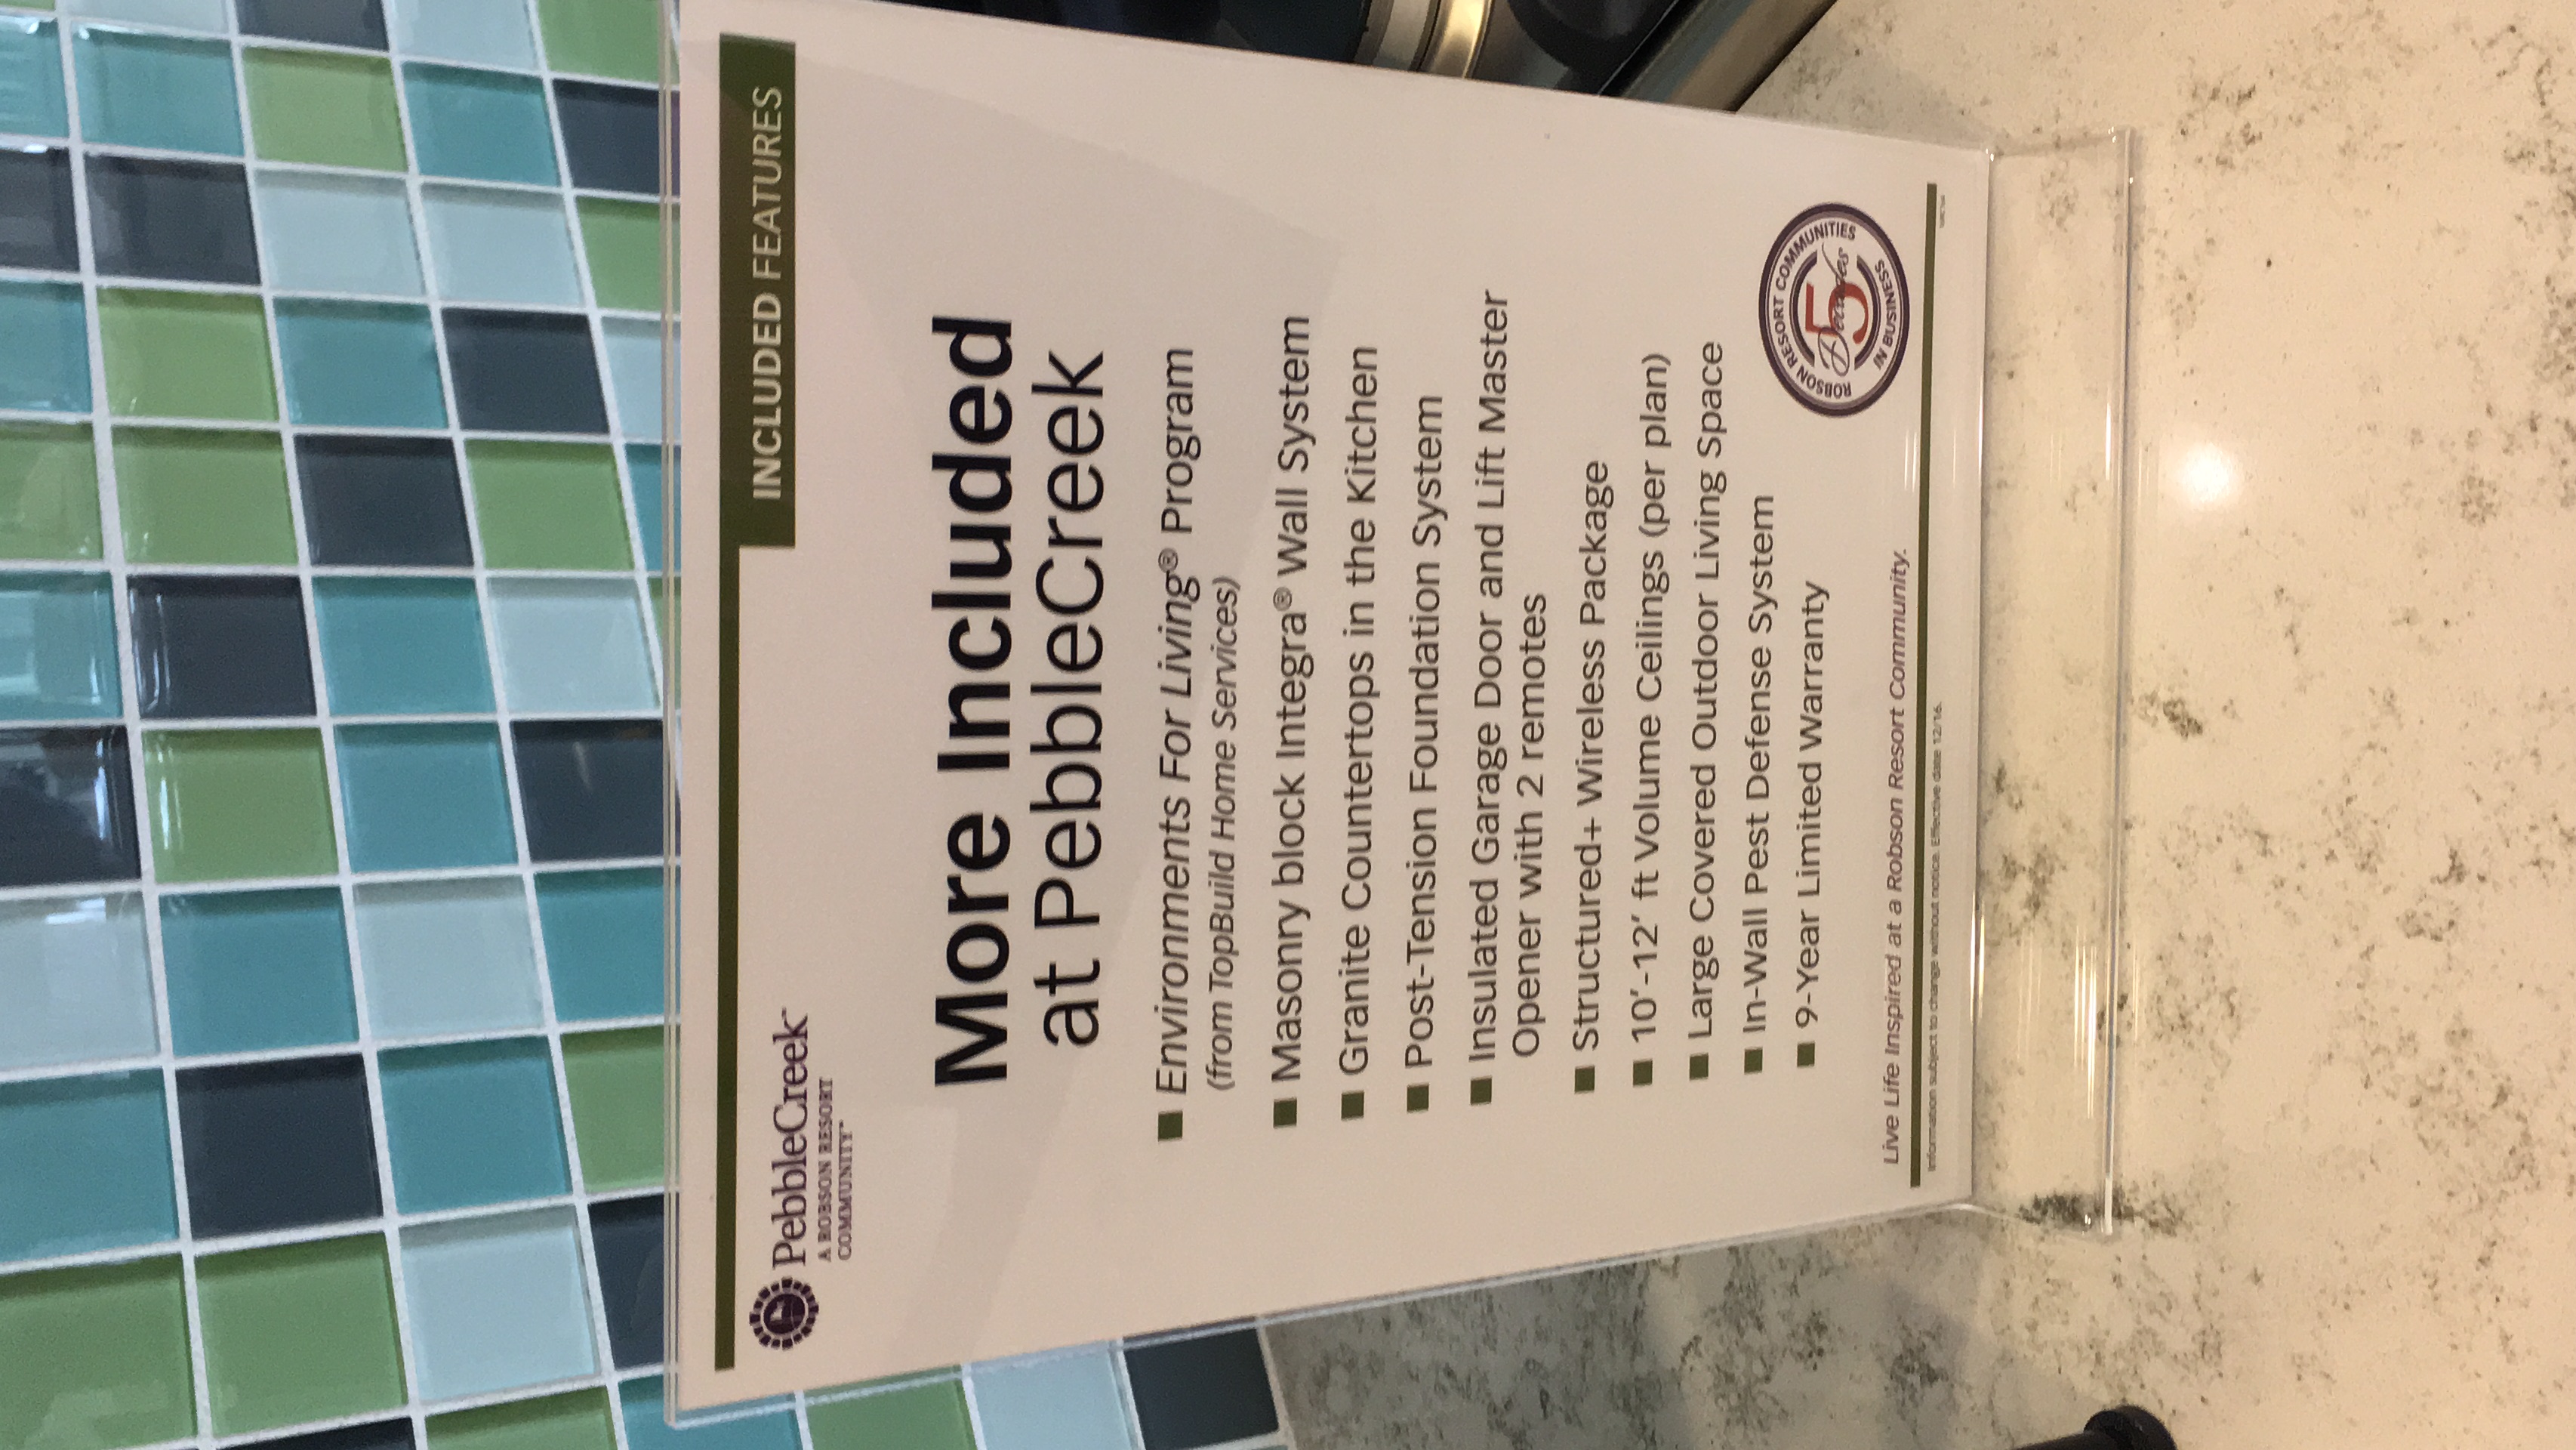 INCLUDED FEATURES
PebbleCreek™
A ROBSON RESORT
COMMUNITY™
More Included
at PebbleCreek
■ Environments For Living® Program
(from TopBuild Home Services)
■ Masonry block Integra® Wall System
■ Granite Countertops in the Kitchen
■ Post-Tension Foundation System
■ Insulated Garage Door and Lift Master
Opener with 2 remotes
■ Structured+ Wireless Package
■ 10′-12′ ft Volume Ceilings (per plan)
■ Large Covered Outdoor Living Space
■ In-Wall Pest Defense System
■ 9-Year Limited Warranty
ROBSON RESORT COMMUNITIES
5
Decades
IN BUSINESS
Live Life Inspired at a Robson Resort Community.
Information subject to change without notice. Effective date 12/16.